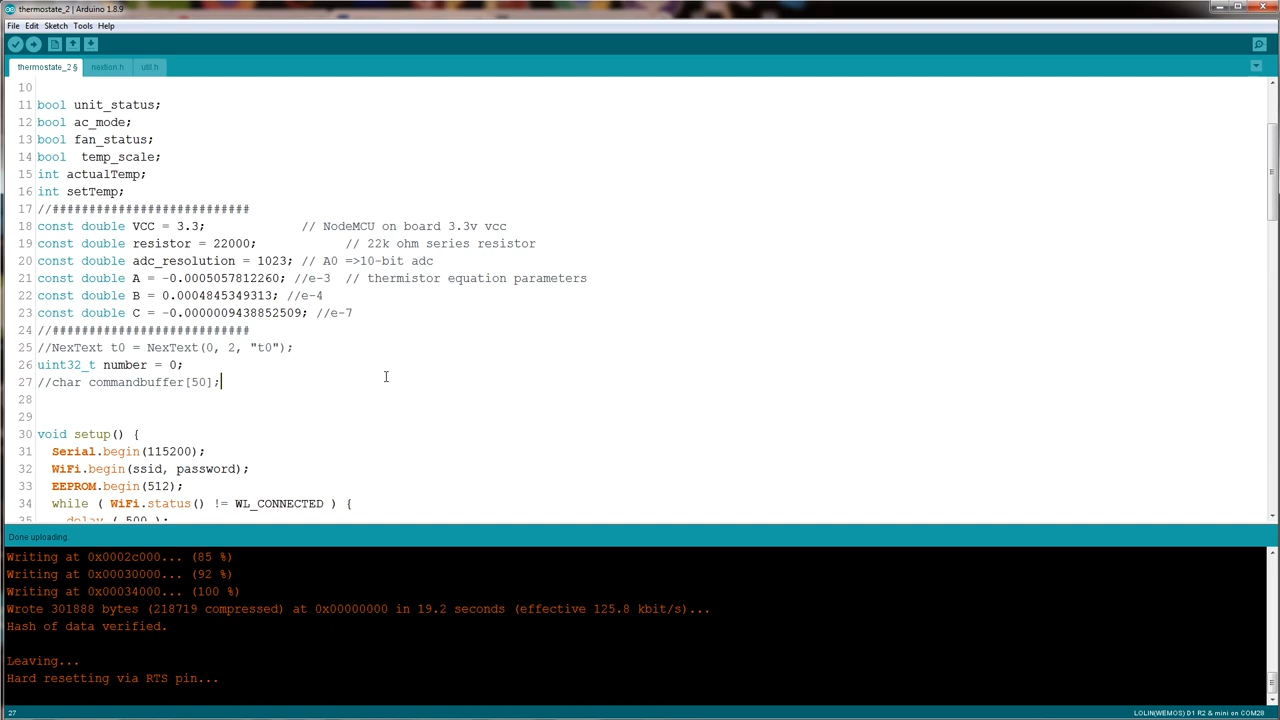 thermostate_2 | Arduino 1.8.9
File Edit Sketch Tools Help
thermostate_2 § nextion.h util.h
10
11 bool unit_status;
12 bool ac_mode;
13 bool fan_status;
14 bool  temp_scale;
15 int actualTemp;
16 int setTemp;
17 //###########################
18 const double VCC = 3.3;             // NodeMCU on board 3.3v vcc
19 const double resistor = 22000;            // 22k ohm series resistor
20 const double adc_resolution = 1023; // A0 =>10-bit adc
21 const double A = -0.0005057812260; //e-3  // thermistor equation parameters
22 const double B = 0.0004845349313; //e-4
23 const double C = -0.0000009438852509; //e-7
24 //###########################
25 //NexText t0 = NexText(0, 2, "t0");
26 uint32_t number = 0;
27 //char commandbuffer[50];
28
29
30 void setup() {
31   Serial.begin(115200);
32   WiFi.begin(ssid, password);
33   EEPROM.begin(512);
34   while ( WiFi.status() != WL_CONNECTED ) {
35     delay ( 500 );
Done uploading.
Writing at 0x0002c000... (85 %)
Writing at 0x00030000... (92 %)
Writing at 0x00034000... (100 %)
Wrote 301888 bytes (218719 compressed) at 0x00000000 in 19.2 seconds (effective 125.8 kbit/s)...
Hash of data verified.
Leaving...
Hard resetting via RTS pin...
27 LOLIN(WEMOS) D1 R2 & mini on COM28